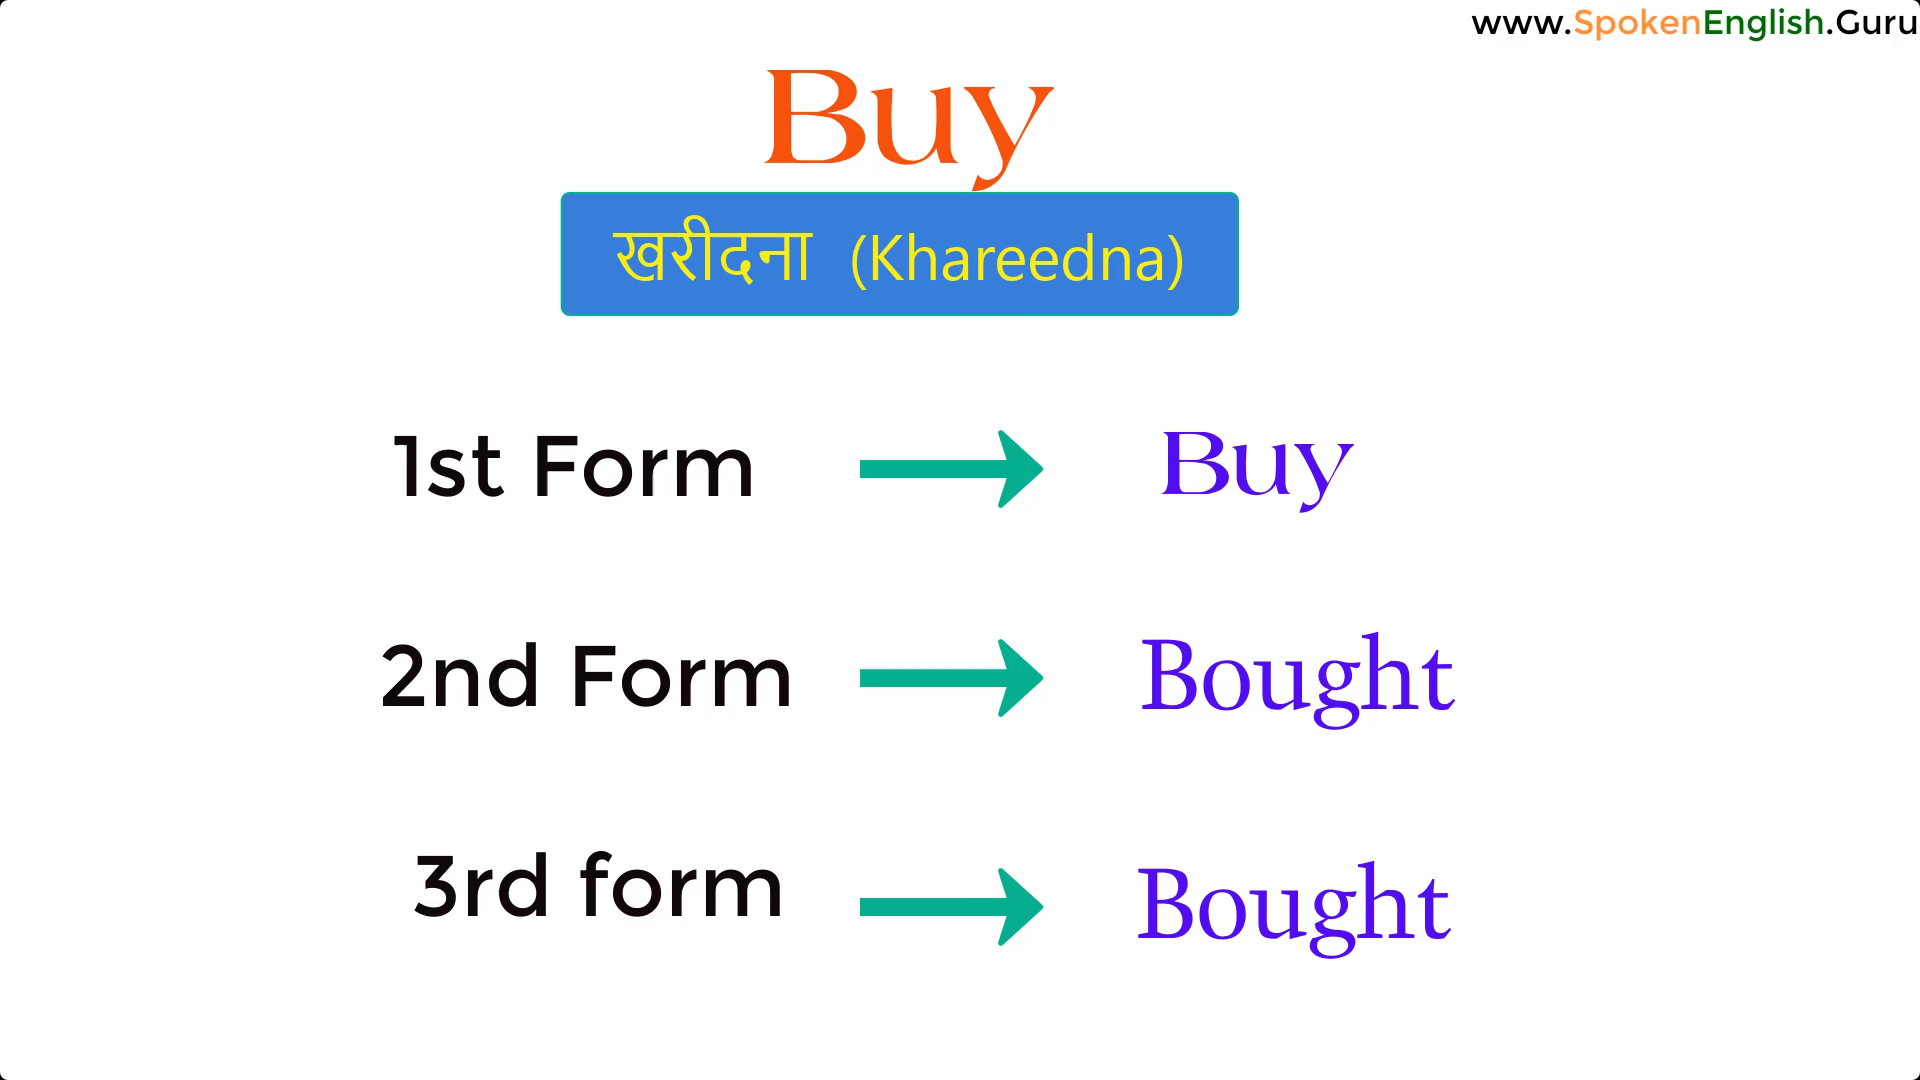 www.SpokenEnglish.Guru
Buy
खरीदना (Khareedna)
1st Form Buy
2nd Form Bought
3rd form Bought